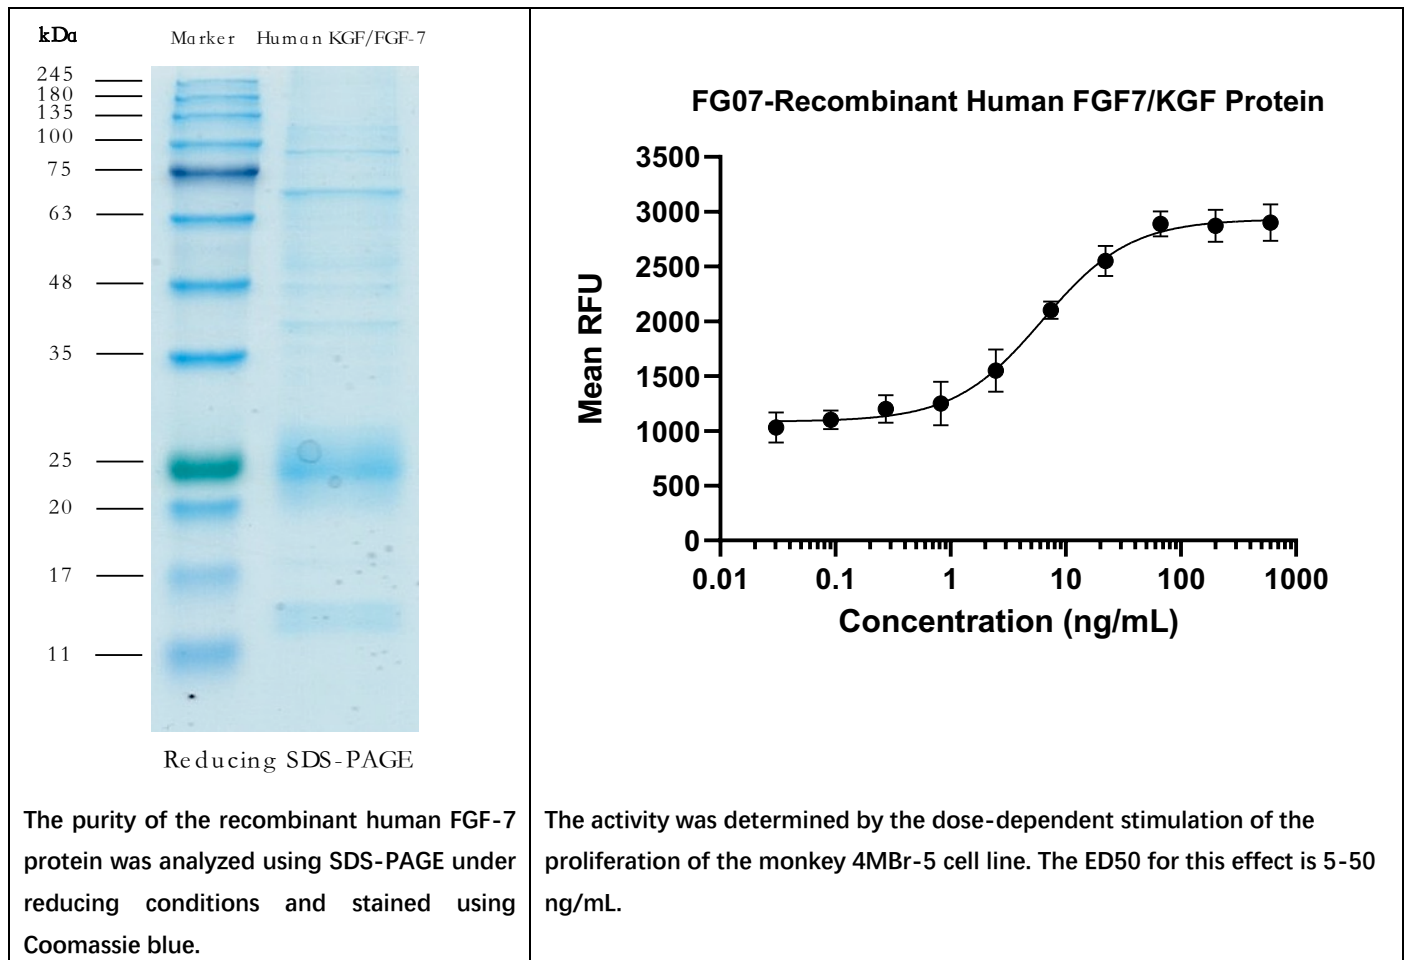 kDa
Marker Human KGF/FGF-7
245
180
135
100
75
63
48
35
25
20
17
11
Reducing SDS-PAGE
The purity of the recombinant human FGF-7
protein was analyzed using SDS-PAGE under
reducing conditions and stained using
Coomassie blue.
FG07-Recombinant Human FGF7/KGF Protein
Mean RFU
3500
3000
2500
2000
1500
1000
500
0
0.01 0.1 1 10 100 1000
Concentration (ng/mL)
The activity was determined by the dose-dependent stimulation of the
proliferation of the monkey 4MBr-5 cell line. The ED50 for this effect is 5-50
ng/mL.